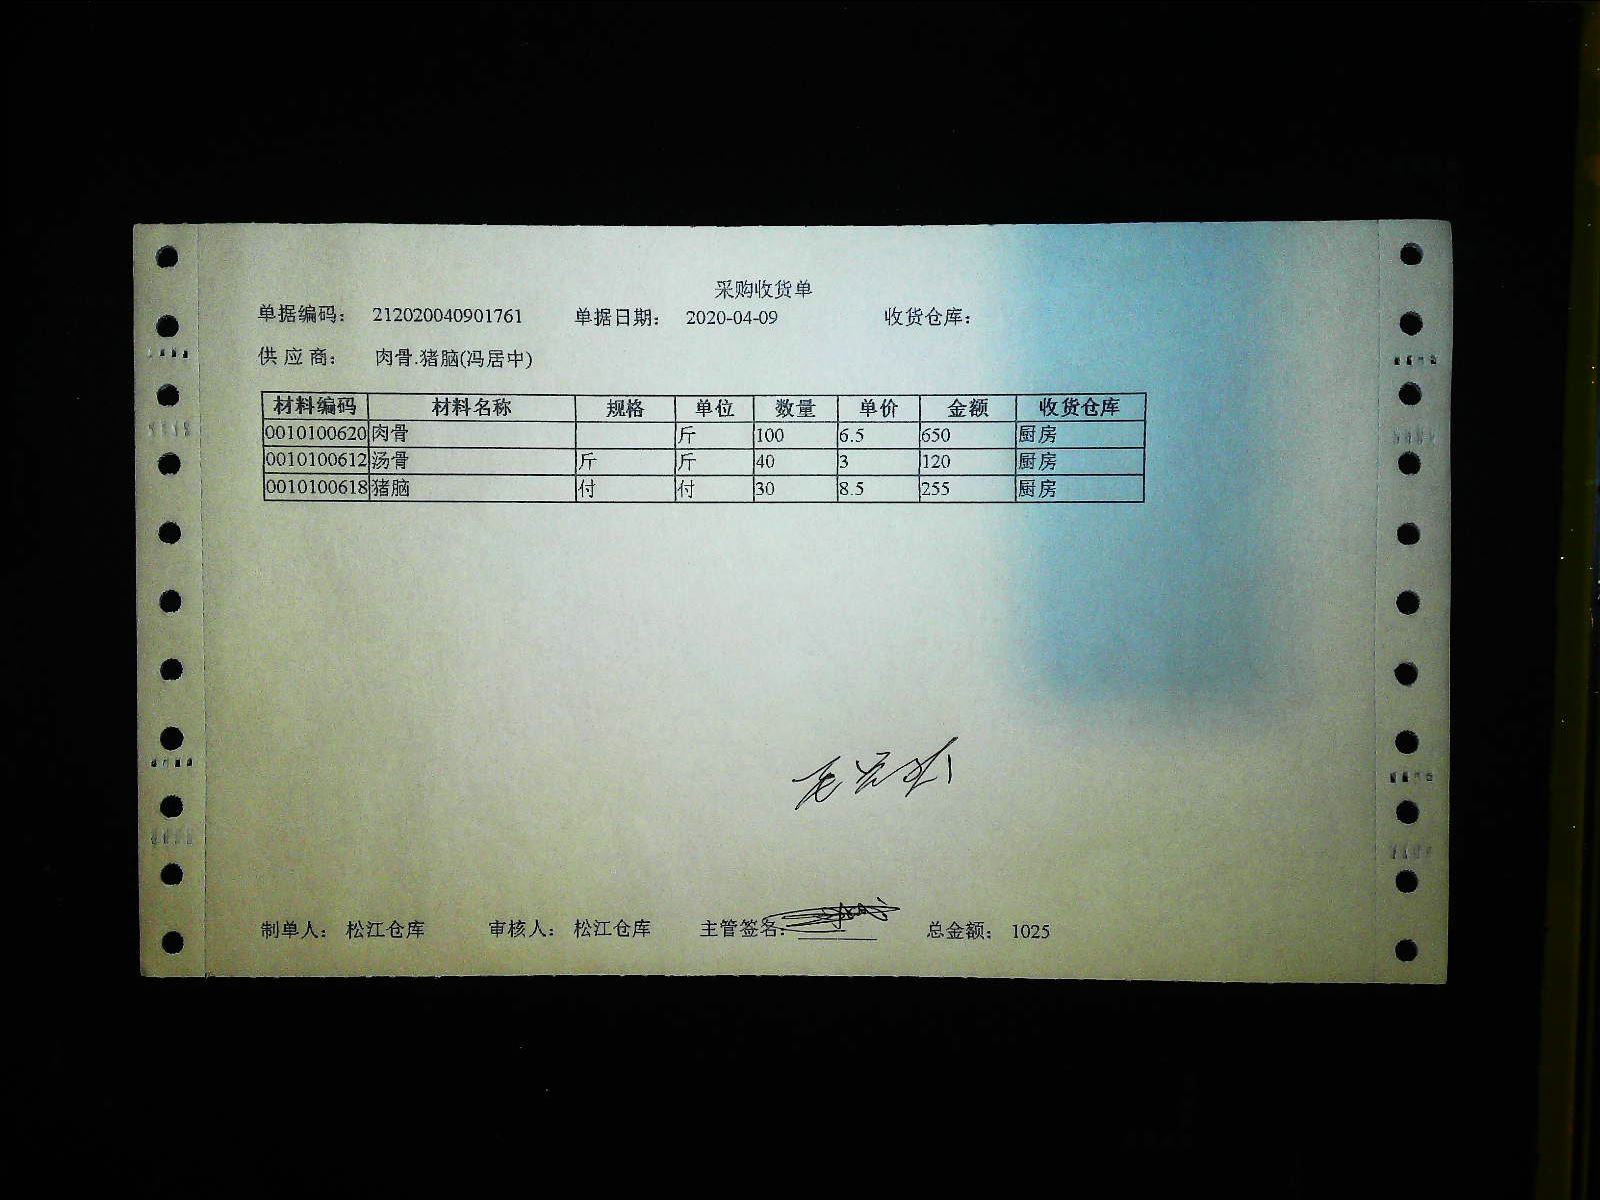 采购收货单
单据编码： 212020040901761 单据日期： 2020-04-09 收货仓库：
供 应 商： 肉骨.猪脑(冯居中)
材料编码 材料名称 规格 单位 数量 单价 金额 收货仓库
0010100620 肉骨 斤 100 6.5 650 厨房
0010100612 汤骨 斤 斤 40 3 120 厨房
0010100618 猪脑 付 付 30 8.5 255 厨房
制单人： 松江仓库 审核人： 松江仓库 主管签名： 总金额： 1025